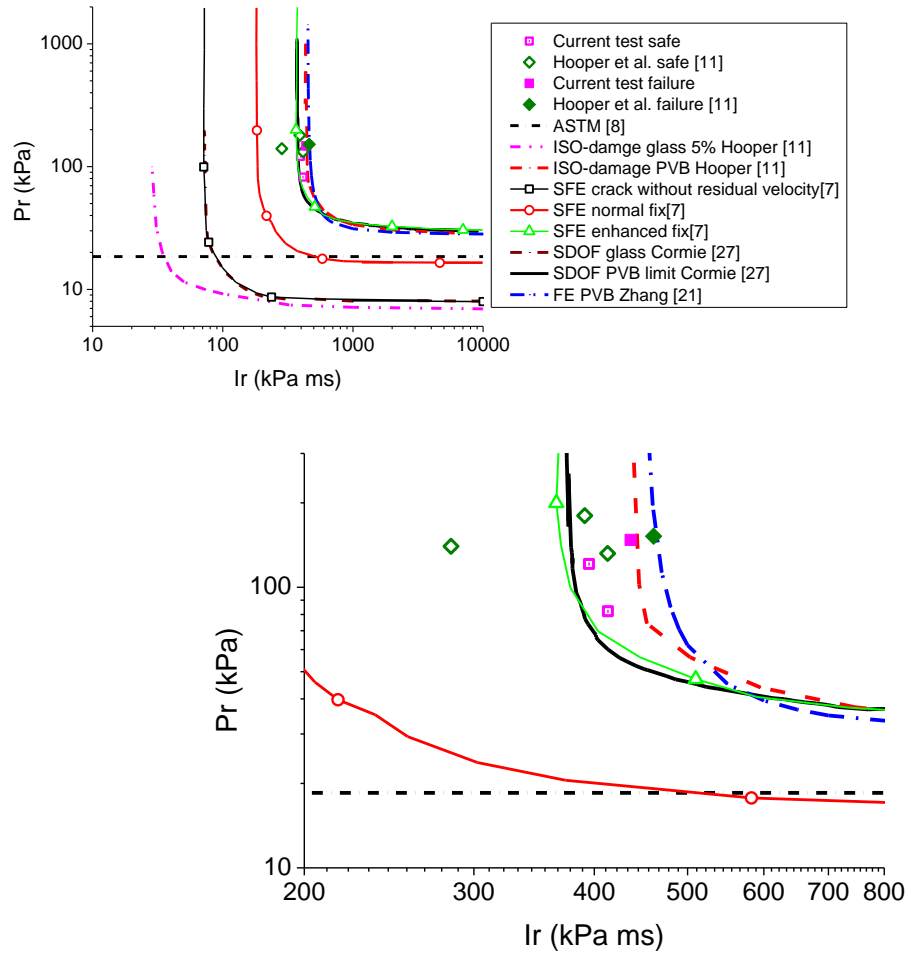 1000
100
10
Pr (kPa)
10
100
1000
10000
Ir (kPa ms)
Current test safe
Hooper et al. safe [11]
Current test failure
Hooper et al. failure [11]
ASTM [8]
ISO-damge glass 5% Hooper [11]
ISO-damage PVB Hooper [11]
SFE crack without residual velocity[7]
SFE normal fix[7]
SFE enhanced fix[7]
SDOF glass Cormie [27]
SDOF PVB limit Cormie [27]
FE PVB Zhang [21]
100
10
Pr (kPa)
200
300
400
500
600
700
800
Ir (kPa ms)